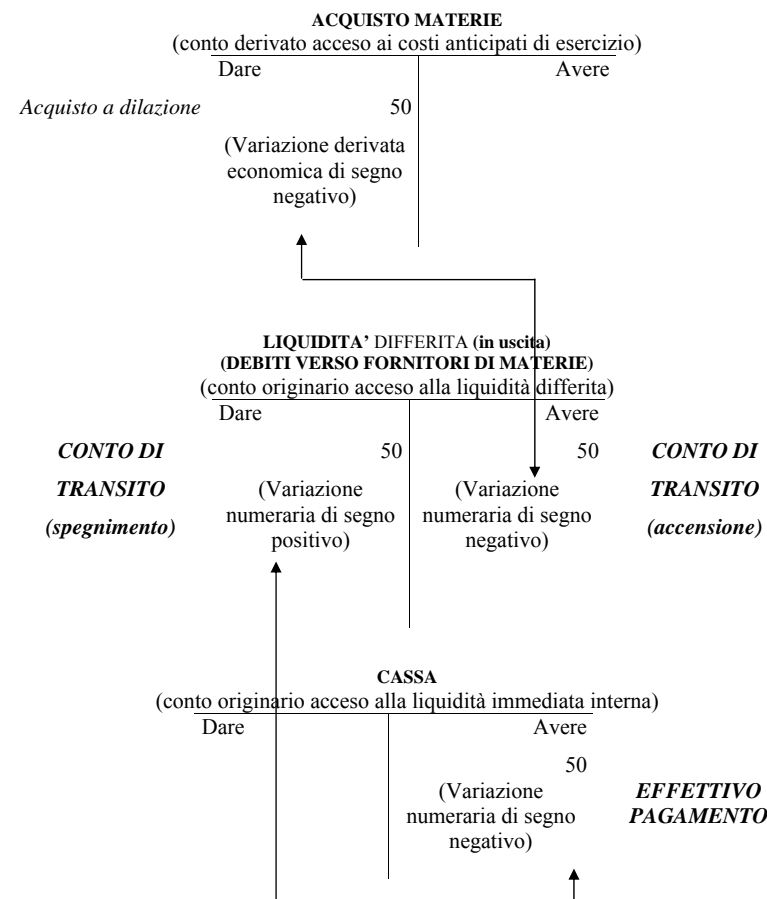 ACQUISTO MATERIE
(conto derivato acceso ai costi anticipati di esercizio)
Dare Avere
Acquisto a dilazione 50
(Variazione derivata
economica di segno
negativo)
LIQUIDITA’ DIFFERITA (in uscita)
(DEBITI VERSO FORNITORI DI MATERIE)
(conto originario acceso alla liquidità differita)
Dare Avere
CONTO DI 50 50 CONTO DI
TRANSITO (Variazione (Variazione TRANSITO
(spegnimento) numeraria di segno numeraria di segno (accensione)
positivo) negativo)
CASSA
(conto originario acceso alla liquidità immediata interna)
Dare Avere
50
(Variazione EFFETTIVO
numeraria di segno PAGAMENTO
negativo)